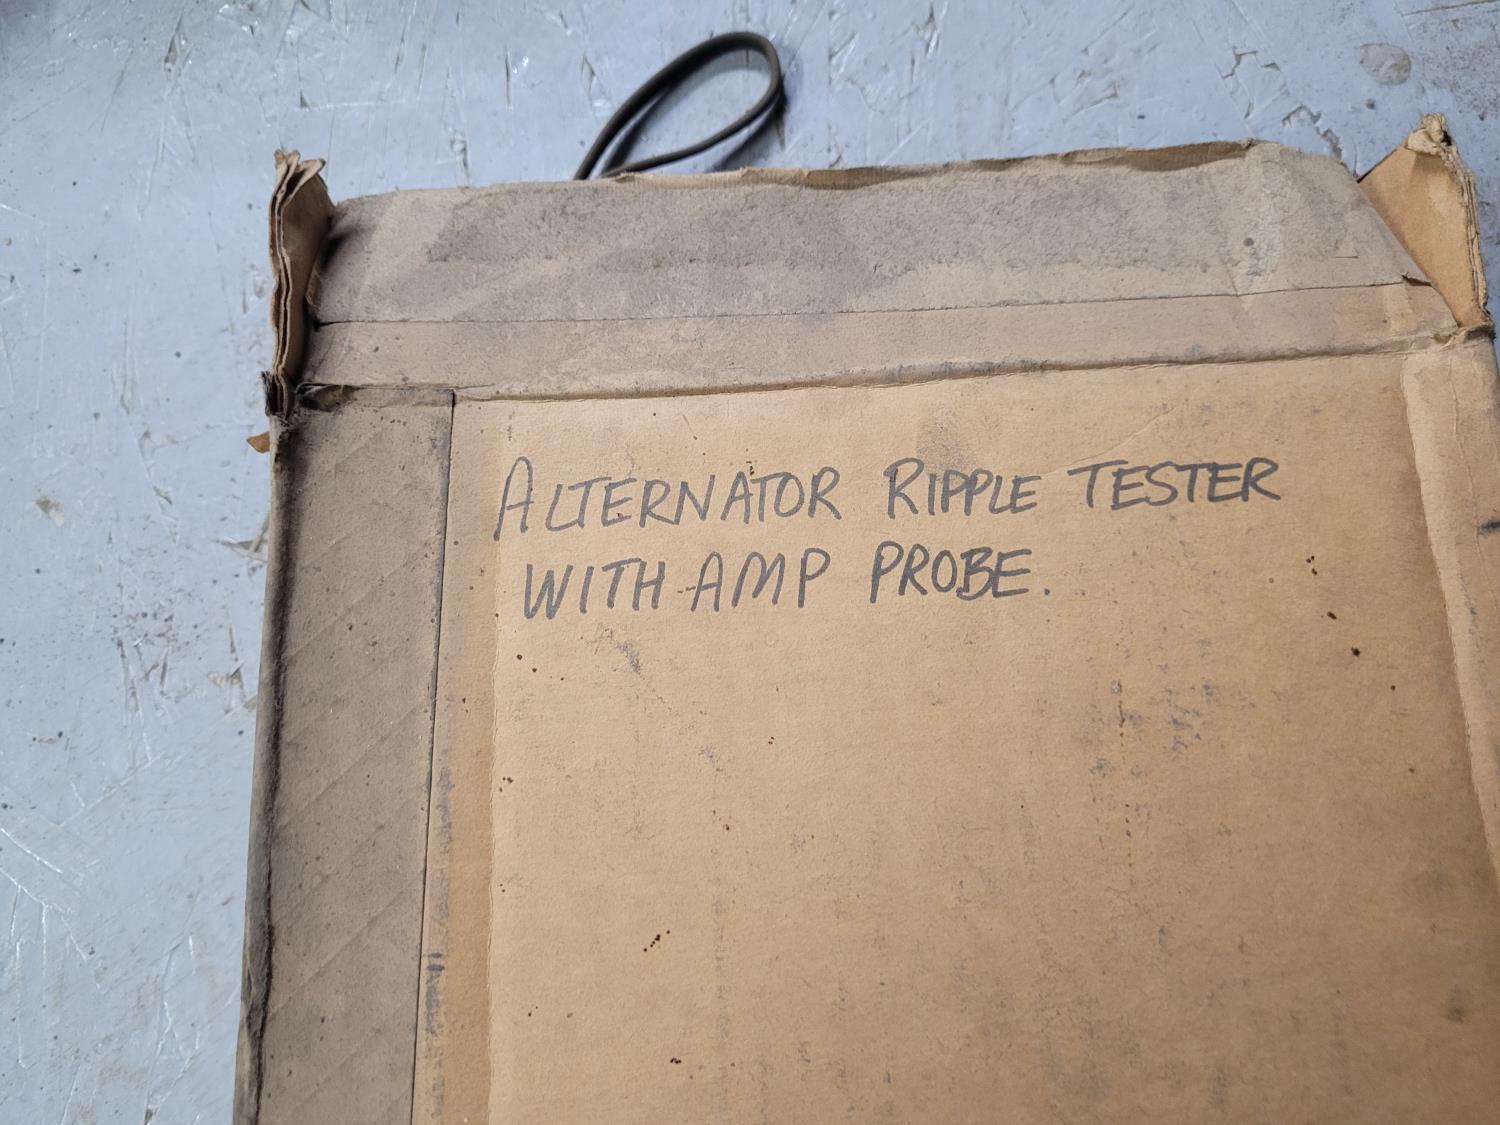 ALTERNATOR RIPPLE TESTER
WITH AMP PROBE.